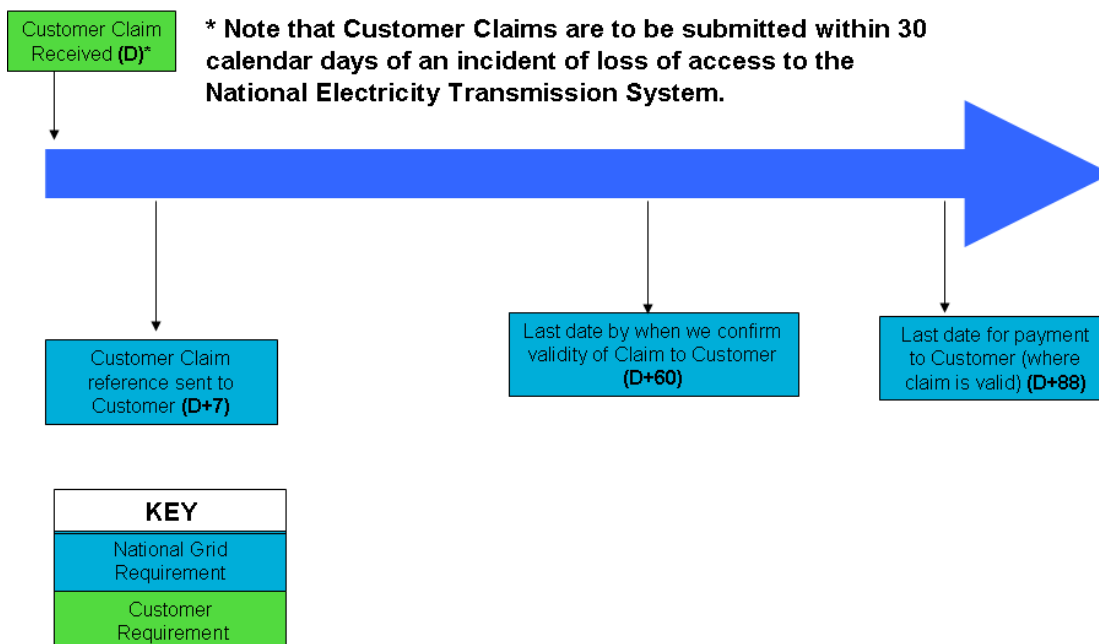 Customer Claim
Received (D)*
* Note that Customer Claims are to be submitted within 30
calendar days of an incident of loss of access to the
National Electricity Transmission System.
Customer Claim
reference sent to
Customer (D+7)
Last date by when we confirm
validity of Claim to Customer
(D+60)
Last date for payment
to Customer (where
claim is valid) (D+88)
KEY
National Grid
Requirement
Customer
Requirement